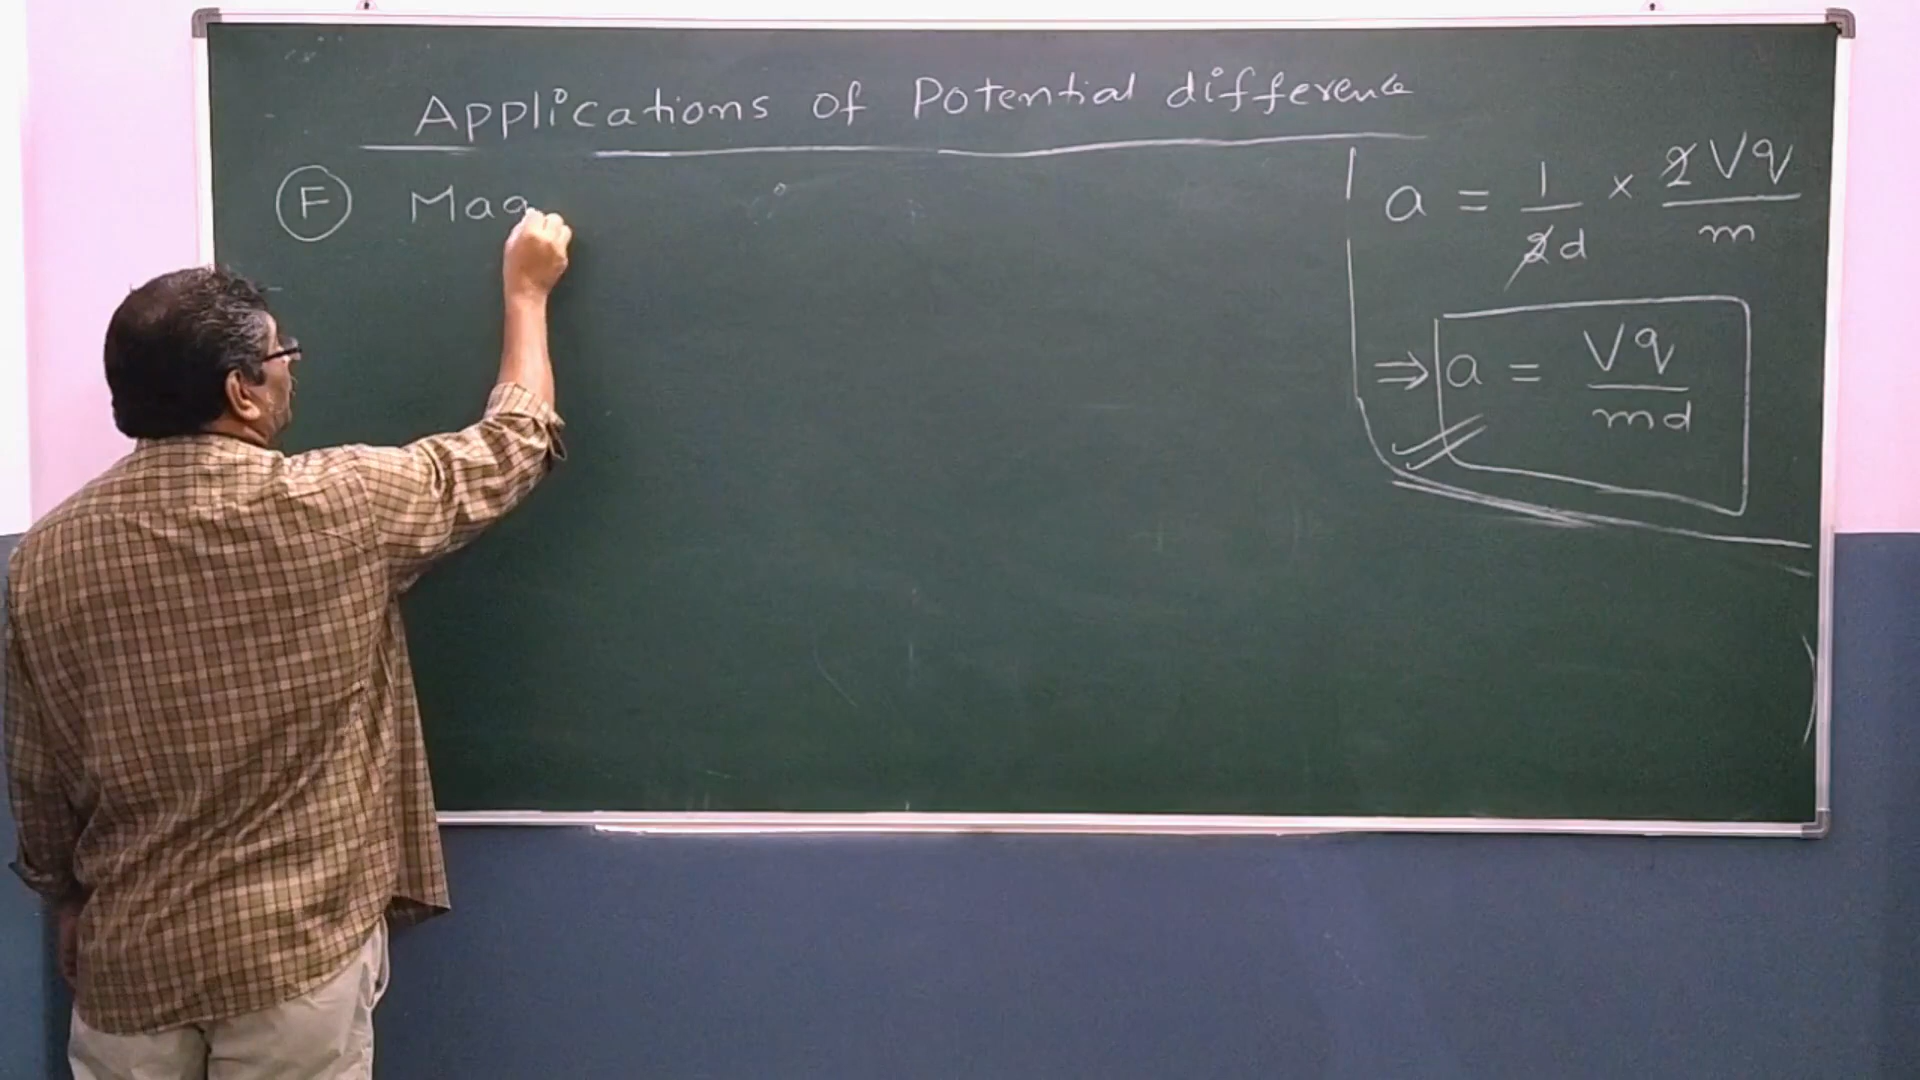 Applications of Potential difference
F Mag
a = 1/2d × 2Vq/m
⇒ a = Vq/md